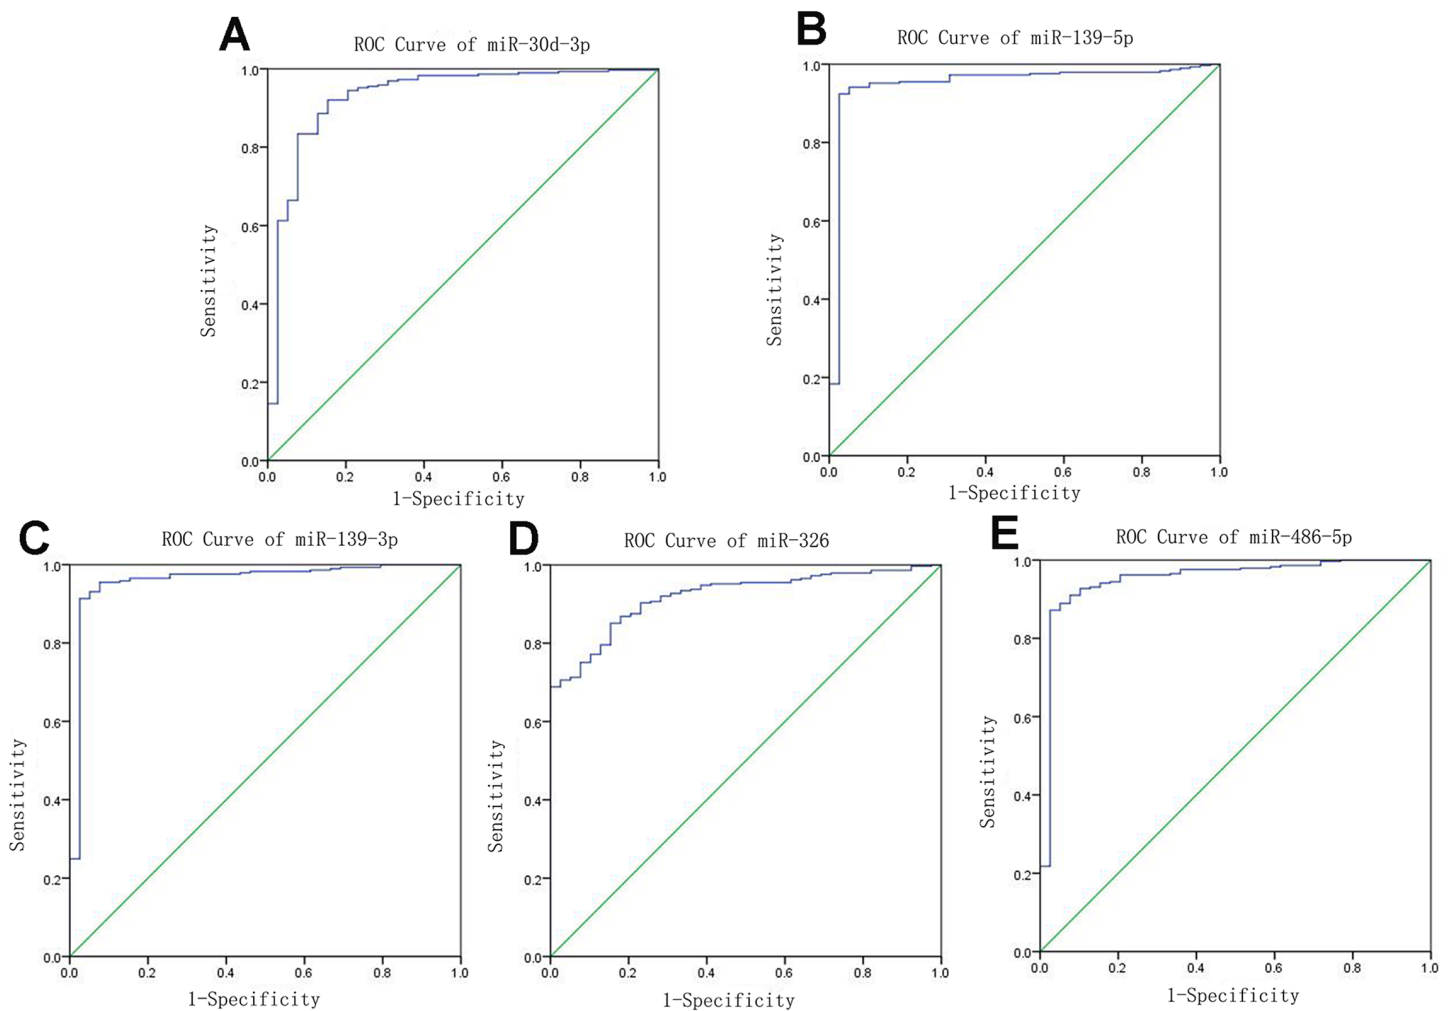 A
ROC Curve of miR-30d-3p
1.0
0.8
0.6
0.4
0.2
0.0
Sensitivity
0.0 0.2 0.4 0.6 0.8 1.0
1-Specificity
B
ROC Curve of miR-139-5p
1.0
0.8
0.6
0.4
0.2
0.0
Sensitivity
0.0 0.2 0.4 0.6 0.8 1.0
1-Specificity
C
ROC Curve of miR-139-3p
1.0
0.8
0.6
0.4
0.2
0.0
Sensitivity
0.0 0.2 0.4 0.6 0.8 1.0
1-Specificity
D
ROC Curve of miR-326
1.0
0.8
0.6
0.4
0.2
0.0
Sensitivity
0.0 0.2 0.4 0.6 0.8 1.0
1-Specificity
E
ROC Curve of miR-486-5p
1.0
0.8
0.6
0.4
0.2
0.0
Sensitivity
0.0 0.2 0.4 0.6 0.8 1.0
1-Specificity